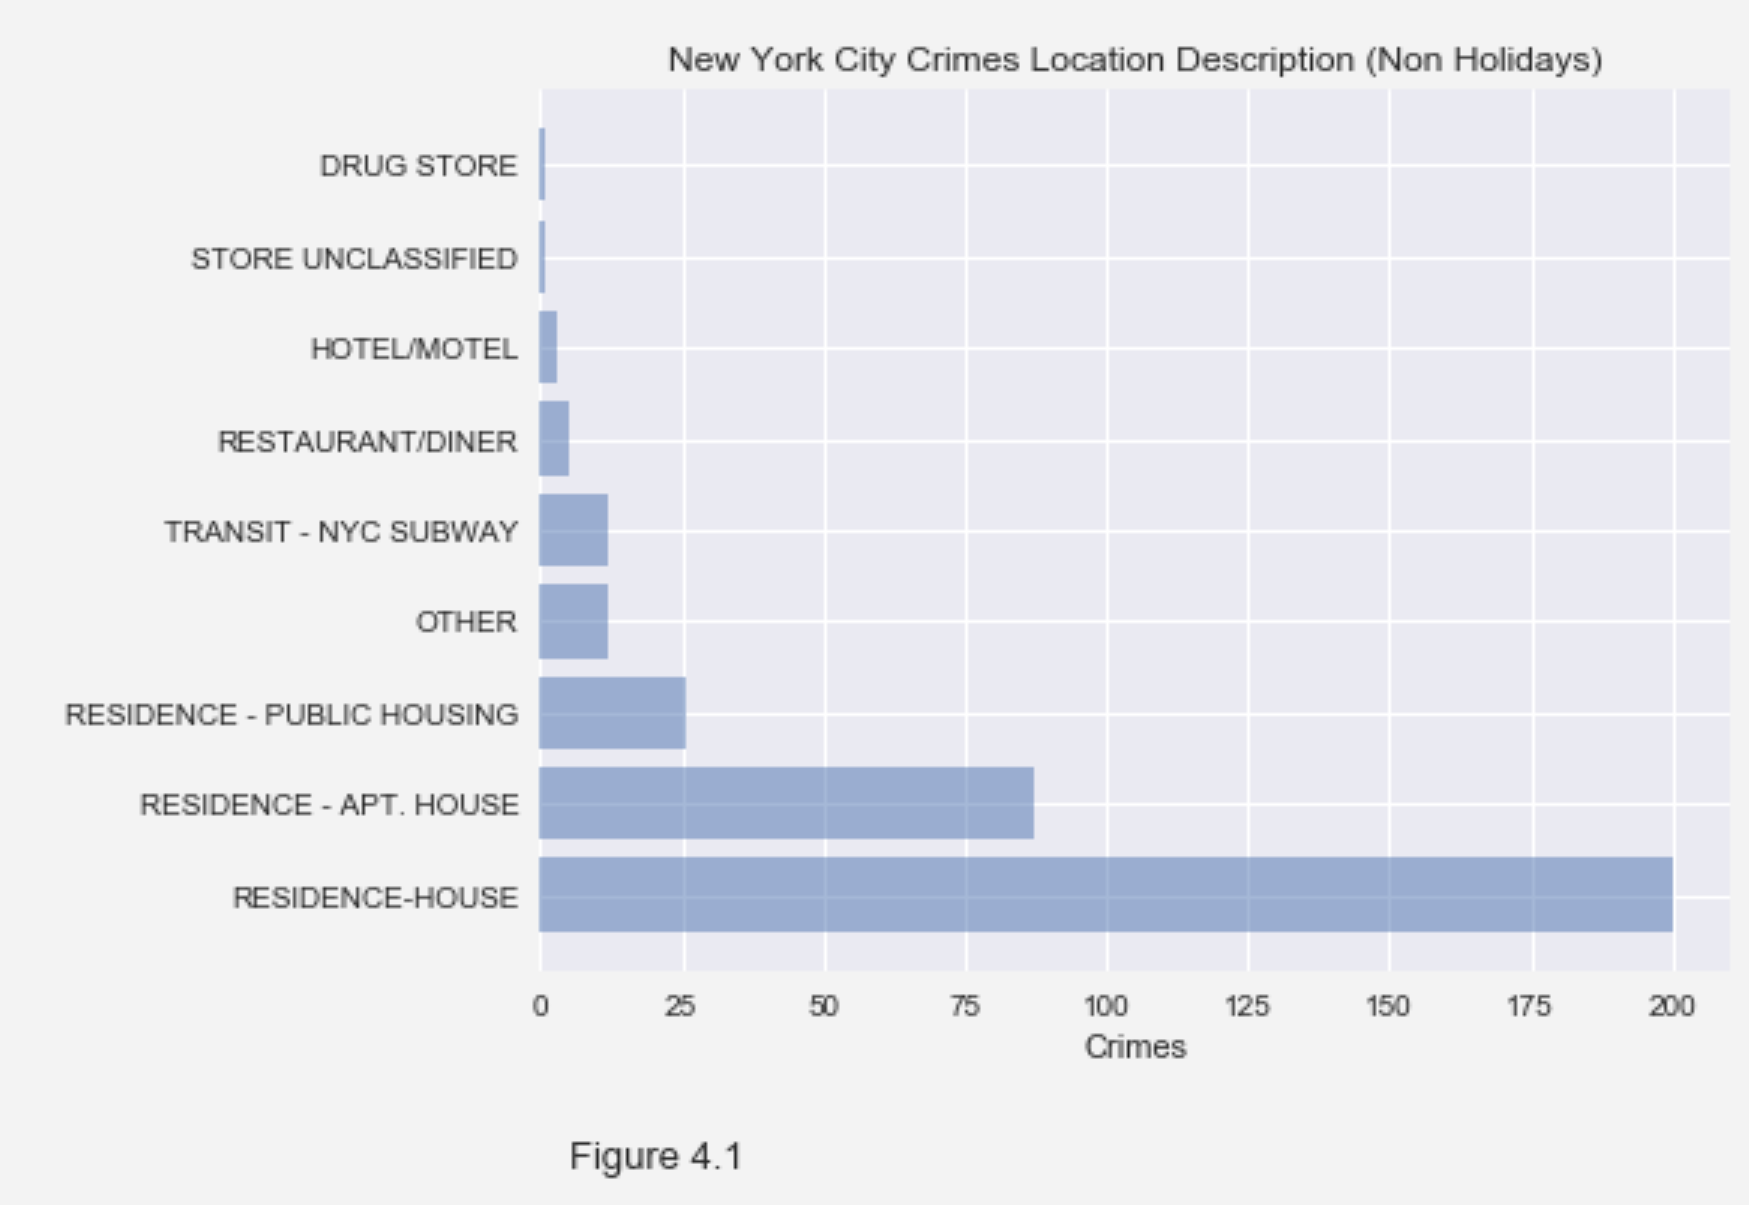 New York City Crimes Location Description (Non Holidays)
DRUG STORE
STORE UNCLASSIFIED
HOTEL/MOTEL
RESTAURANT/DINER
TRANSIT - NYC SUBWAY
OTHER
RESIDENCE - PUBLIC HOUSING
RESIDENCE - APT. HOUSE
RESIDENCE-HOUSE
0 25 50 75 100 125 150 175 200
Crimes
Figure 4.1